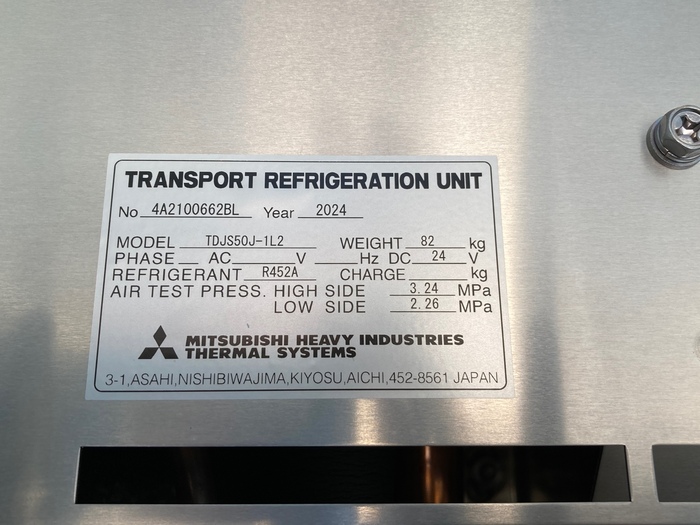 TRANSPORT REFRIGERATION UNIT
No 4A2100662BL Year 2024
MODEL TDJS50J-1L2 WEIGHT 82 kg
PHASE AC V Hz DC 24 V
REFRIGERANT R452A CHARGE kg
AIR TEST PRESS. HIGH SIDE 3.24 MPa
LOW SIDE 2.26 MPa
MITSUBISHI HEAVY INDUSTRIES
THERMAL SYSTEMS
3-1,ASAHI,NISHIBIWAJIMA,KIYOSU,AICHI,452-8561 JAPAN